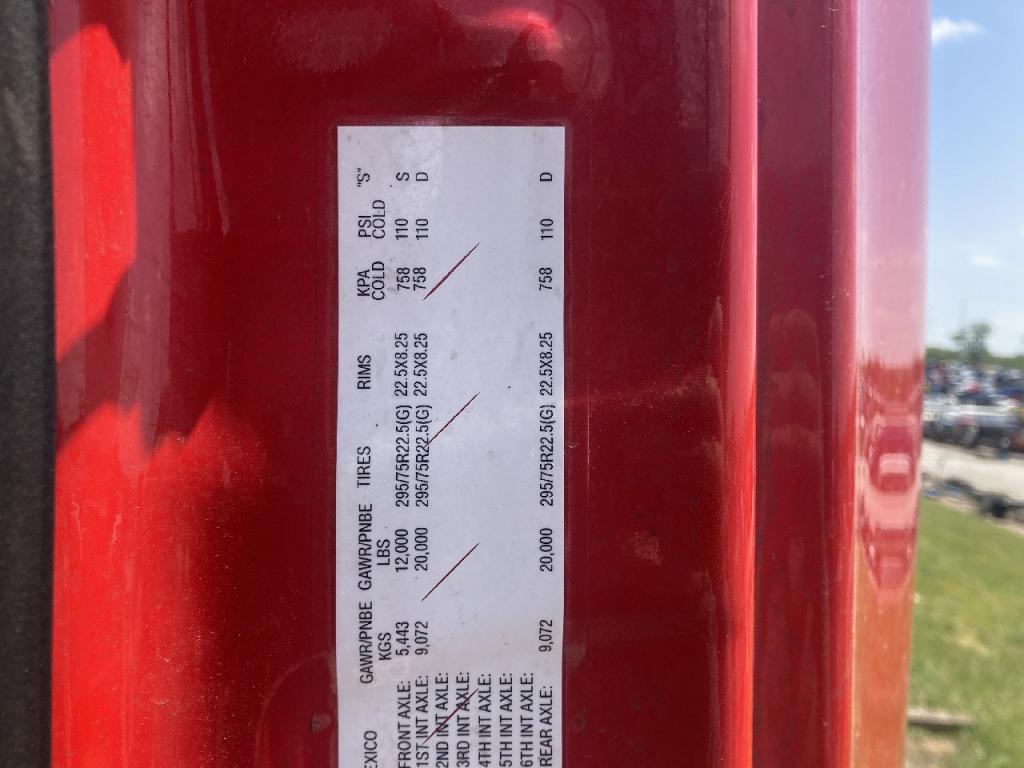 GAWR/PNBE GAWR/PNBE TIRES RIMS KPA PSI "S"
EXICO KGS LBS COLD COLD
FRONT AXLE: 5,443 12,000 295/75R22.5(G) 22.5X8.25 758 110 S
1ST INT AXLE: 9,072 20,000 295/75R22.5(G) 22.5X8.25 758 110 D
2ND INT AXLE:
3RD INT AXLE:
4TH INT AXLE:
5TH INT AXLE:
6TH INT AXLE:
REAR AXLE: 9,072 20,000 295/75R22.5(G) 22.5X8.25 758 110 D